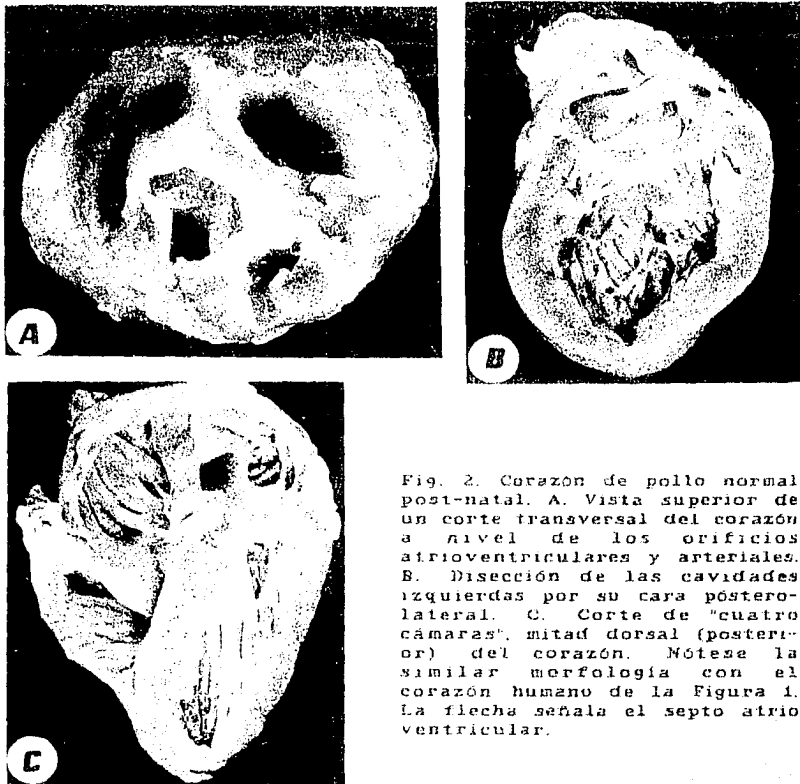 A
B
C
Fig. 2. Corazón de pollo normal
post-natal. A. Vista superior de
un corte transversal del corazón
a nivel de los orificios
atrioventriculares y arteriales.
B. Disección de las cavidades
izquierdas por su cara póstero-
lateral. C. Corte de "cuatro
cámaras", mitad dorsal (posteri-
or) del corazón. Nótese la
similar morfología con el
corazón humano de la Figura 1.
La flecha señala el septo atrio
ventricular.